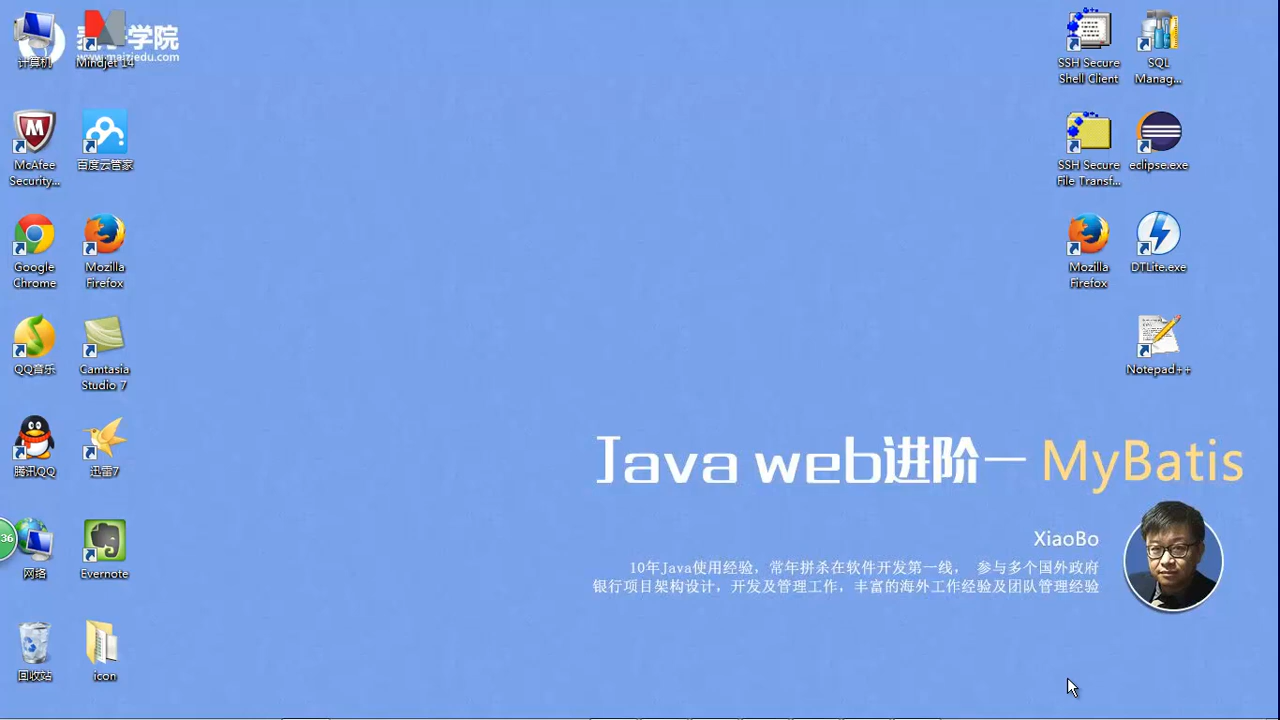 学院
www.maiziedu.com
计算机
Mindjet 14
McAfee
Security...
百度云管家
Google
Chrome
Mozilla
Firefox
QQ音乐
Camtasia
Studio 7
腾讯QQ
迅雷7
36
网络
Evernote
回收站
icon
SSH Secure
Shell Client
SQL
Manag...
SSH Secure
File Transf...
eclipse.exe
Mozilla
Firefox
DTLite.exe
Notepad++
Java web进阶一 MyBatis
XiaoBo
10年Java使用经验，常年拼杀在软件开发第一线， 参与多个国外政府
银行项目架构设计，开发及管理工作，丰富的海外工作经验及团队管理经验